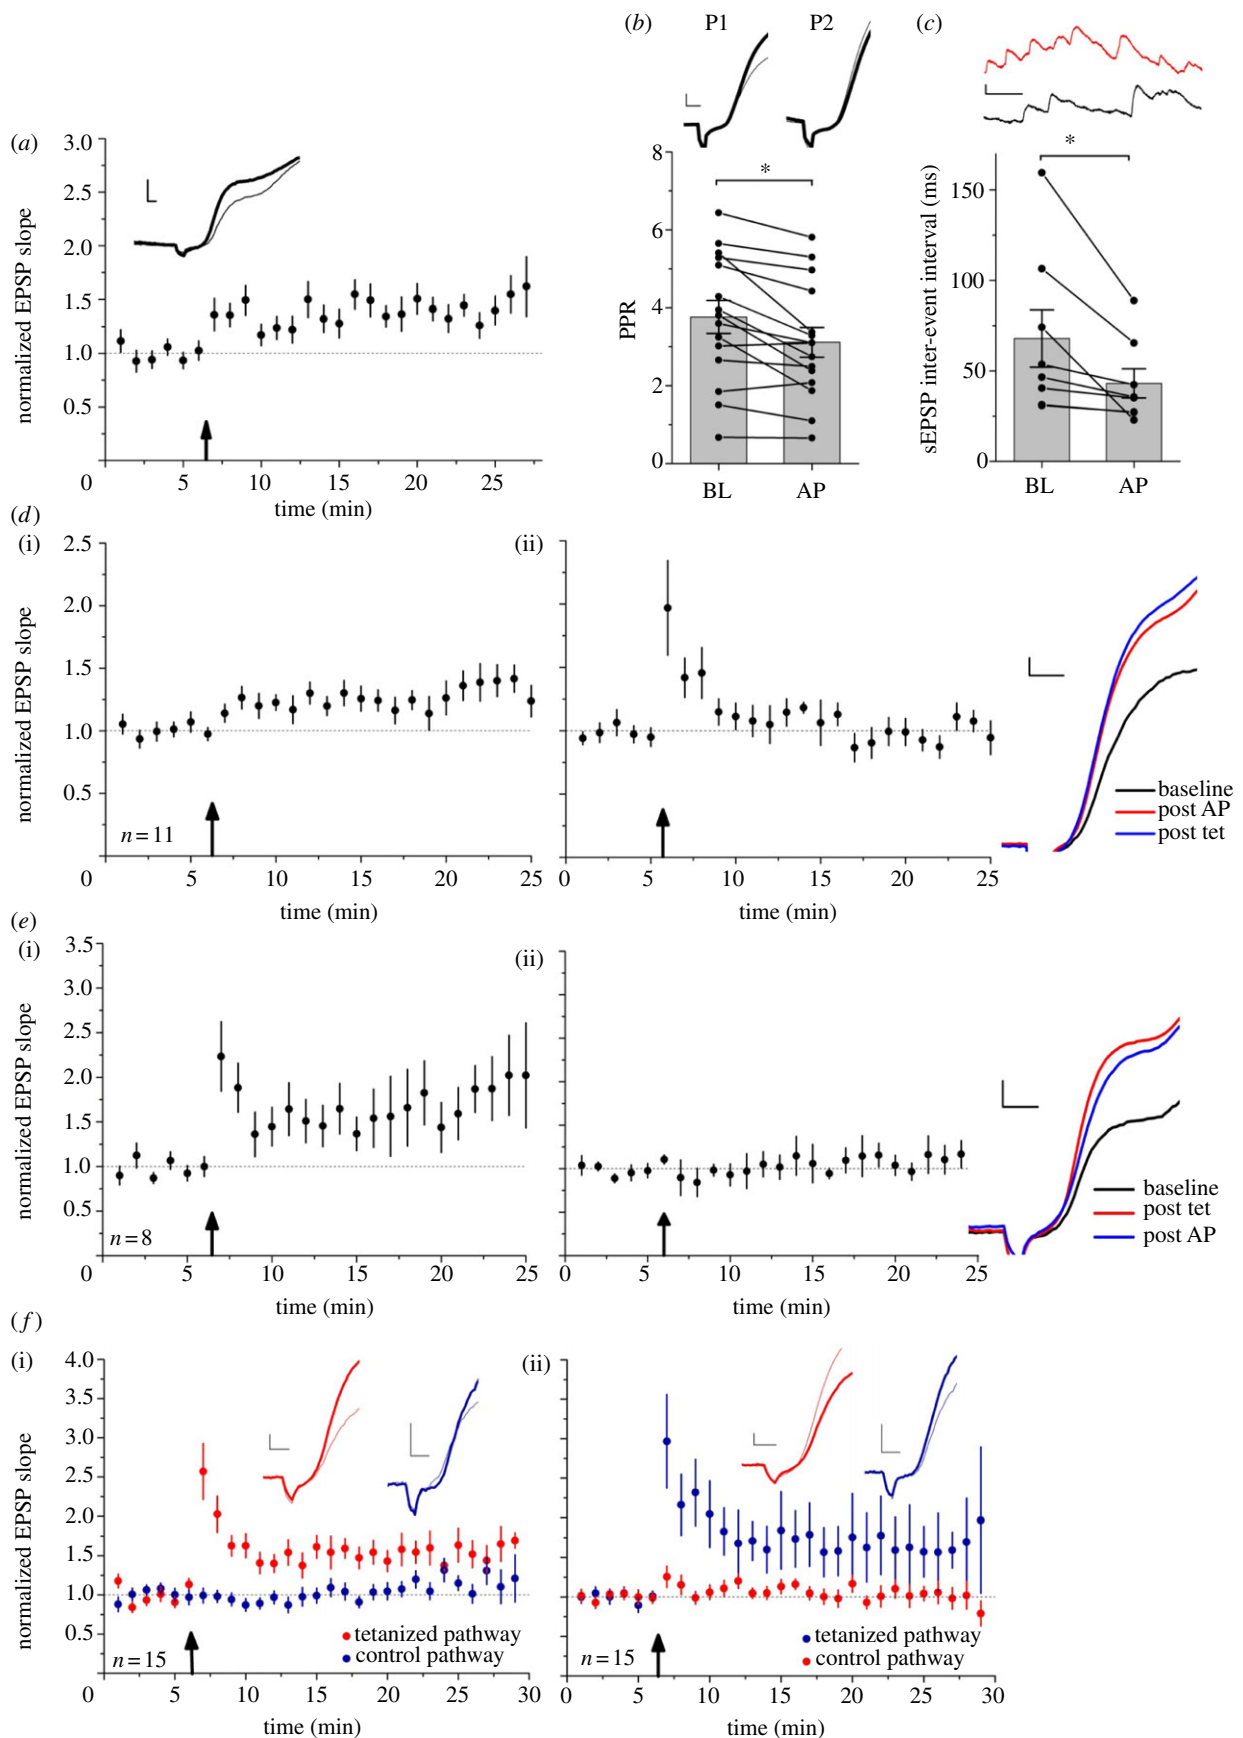 (a)
normalized EPSP slope
3.0
2.5
2.0
1.5
1.0
0.5
0
5 10 15 20 25
time (min)
(b) P1 P2
PPR
8
6
4
2
0
*
BL AP
(c)
sEPSP inter-event interval (ms)
150
100
50
0
*
BL AP
(d)
(i)
normalized EPSP slope
2.5
2.0
1.5
1.0
0.5
n = 11
0 5 10 15 20 25
time (min)
(ii)
0 5 10 15 20 25
time (min)
baseline
post AP
post tet
(e)
(i)
normalized EPSP slope
3.5
3.0
2.5
2.0
1.5
1.0
0.5
n = 8
0 5 10 15 20 25
time (min)
(ii)
0 5 10 15 20 25
time (min)
baseline
post tet
post AP
(f)
(i)
normalized EPSP slope
4.0
3.5
3.0
2.5
2.0
1.5
1.0
0.5
tetanized pathway
control pathway
n = 15
0 5 10 15 20 25 30
time (min)
(ii)
tetanized pathway
control pathway
n = 15
0 5 10 15 20 25 30
time (min)